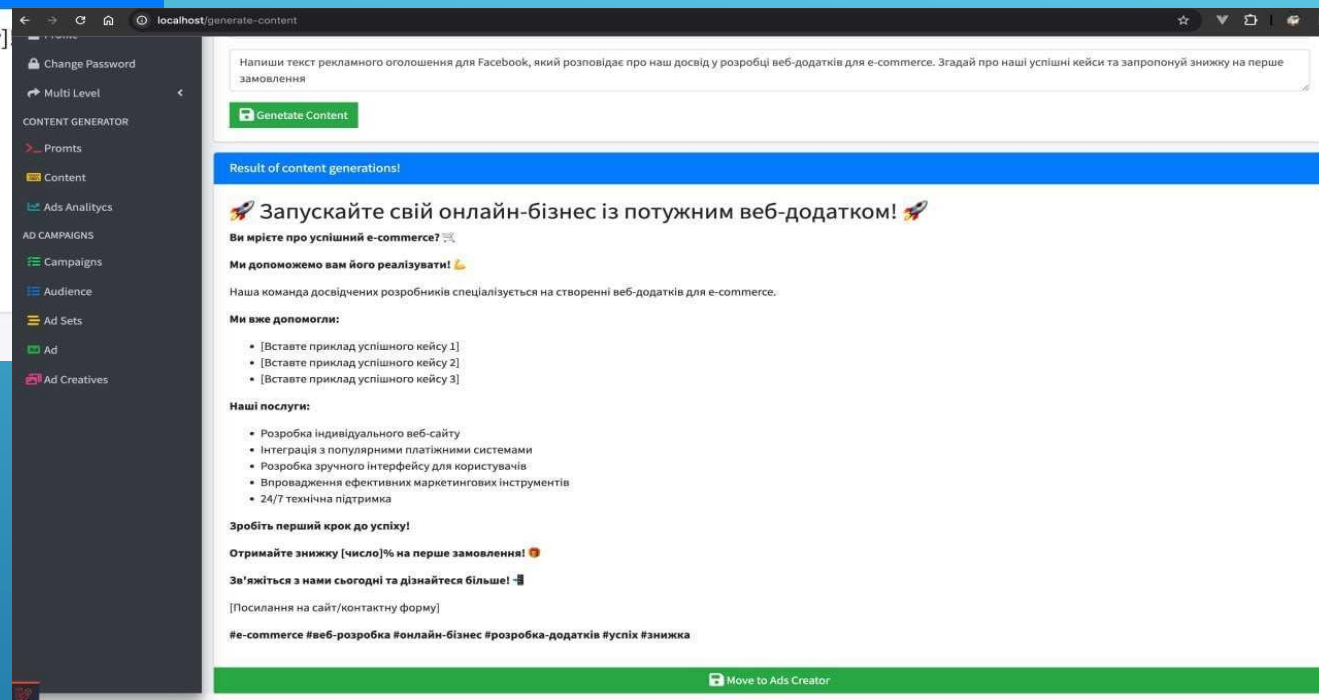 localhost/generate-content
Profile
Change Password
Multi Level
CONTENT GENERATOR
>_ Promts
Content
Ads Analitycs
AD CAMPAIGNS
Campaigns
Audience
Ad Sets
Ad
Ad Creatives
Напиши текст рекламного оголошення для Facebook, який розповідає про наш досвід у розробці веб-додатків для e-commerce. Згадай про наші успішні кейси та запропонуй знижку на перше
замовлення
Genetate Content
Result of content generations!
🚀 Запускайте свій онлайн-бізнес із потужним веб-додатком! 🚀
Ви мрієте про успішний e-commerce? 🛒
Ми допоможемо вам його реалізувати! 💪
Наша команда досвідчених розробників спеціалізується на створенні веб-додатків для e-commerce.
Ми вже допомогли:
• [Вставте приклад успішного кейсу 1]
• [Вставте приклад успішного кейсу 2]
• [Вставте приклад успішного кейсу 3]
Наші послуги:
• Розробка індивідуального веб-сайту
• Інтеграція з популярними платіжними системами
• Розробка зручного інтерфейсу для користувачів
• Впровадження ефективних маркетингових інструментів
• 24/7 технічна підтримка
Зробіть перший крок до успіху!
Отримайте знижку [число]% на перше замовлення! 🎁
Зв'яжіться з нами сьогодні та дізнайтеся більше! 📲
[Посилання на сайт/контактну форму]
#e-commerce #веб-розробка #онлайн-бізнес #розробка-додатків #успіх #знижка
Move to Ads Creator